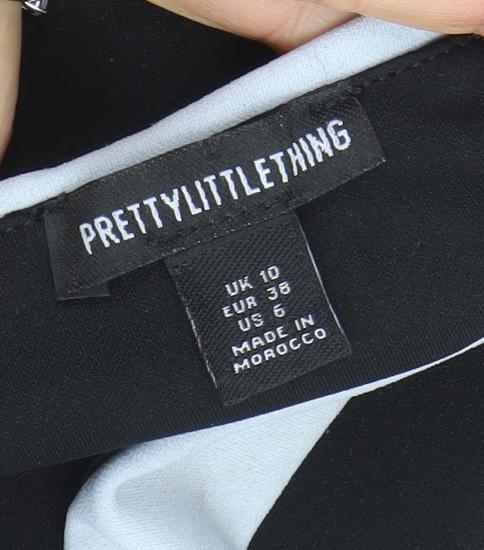 PRETTYLITTLETHING
UK 10
EUR 38
US 6
MADE IN
MOROCCO